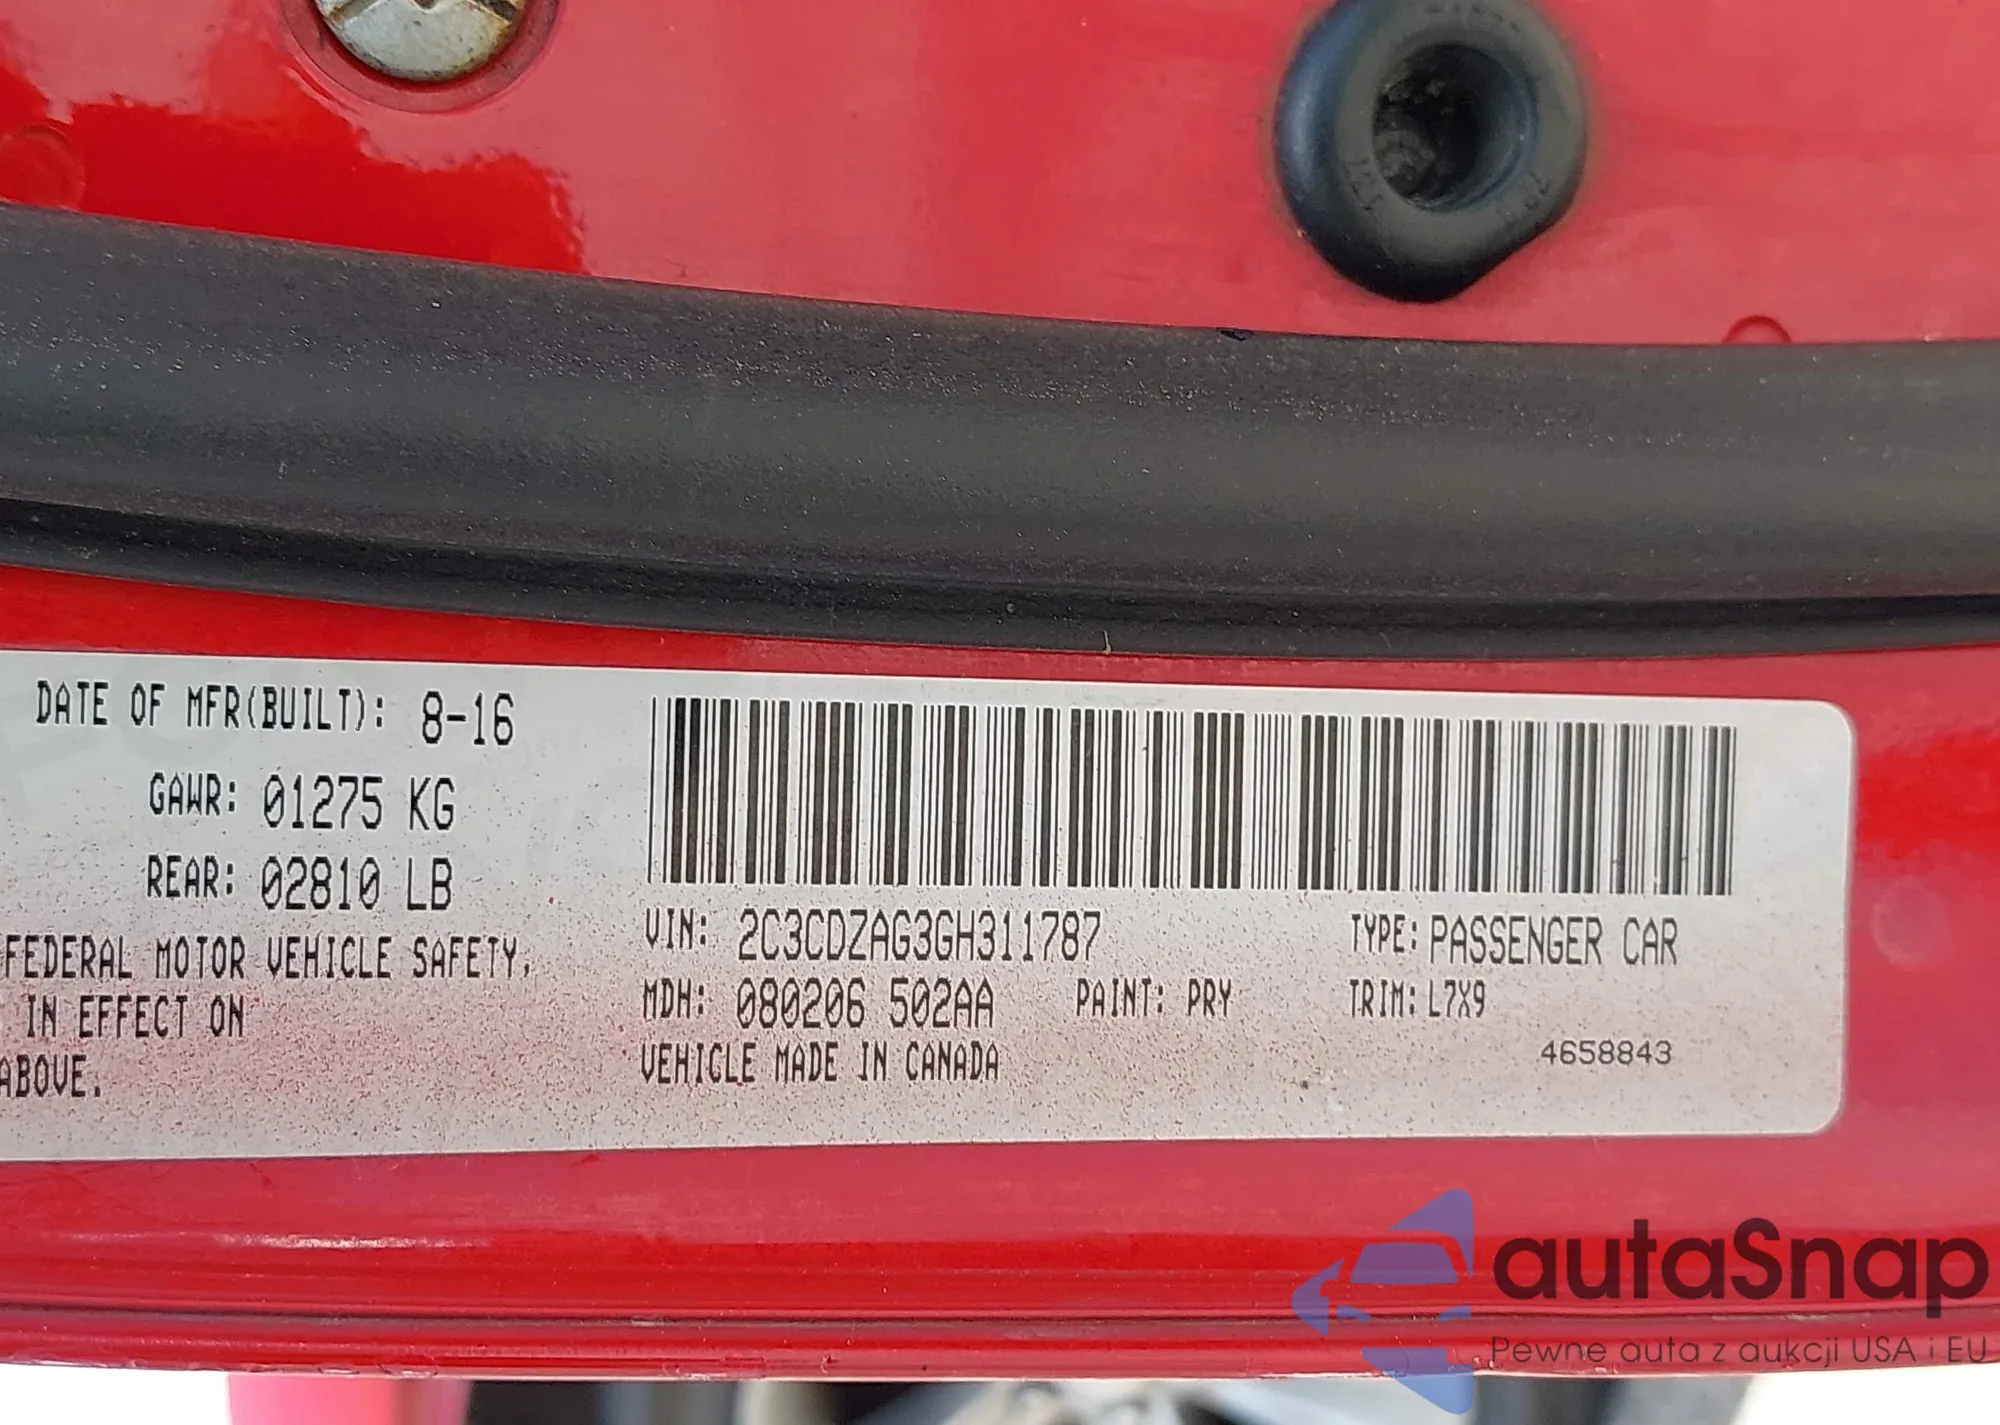 DATE OF MFR(BUILT): 8-16
GAWR: 01275 KG
REAR: 02810 LB
FEDERAL MOTOR VEHICLE SAFETY,
IN EFFECT ON
ABOVE.
VIN: 2C3CDZAG3GH311787
TYPE: PASSENGER CAR
MDH: 080206 502AA
PAINT: PRY
TRIM: L7X9
VEHICLE MADE IN CANADA
4658843
autaSnap
Pewne auta z aukcji USA i EU